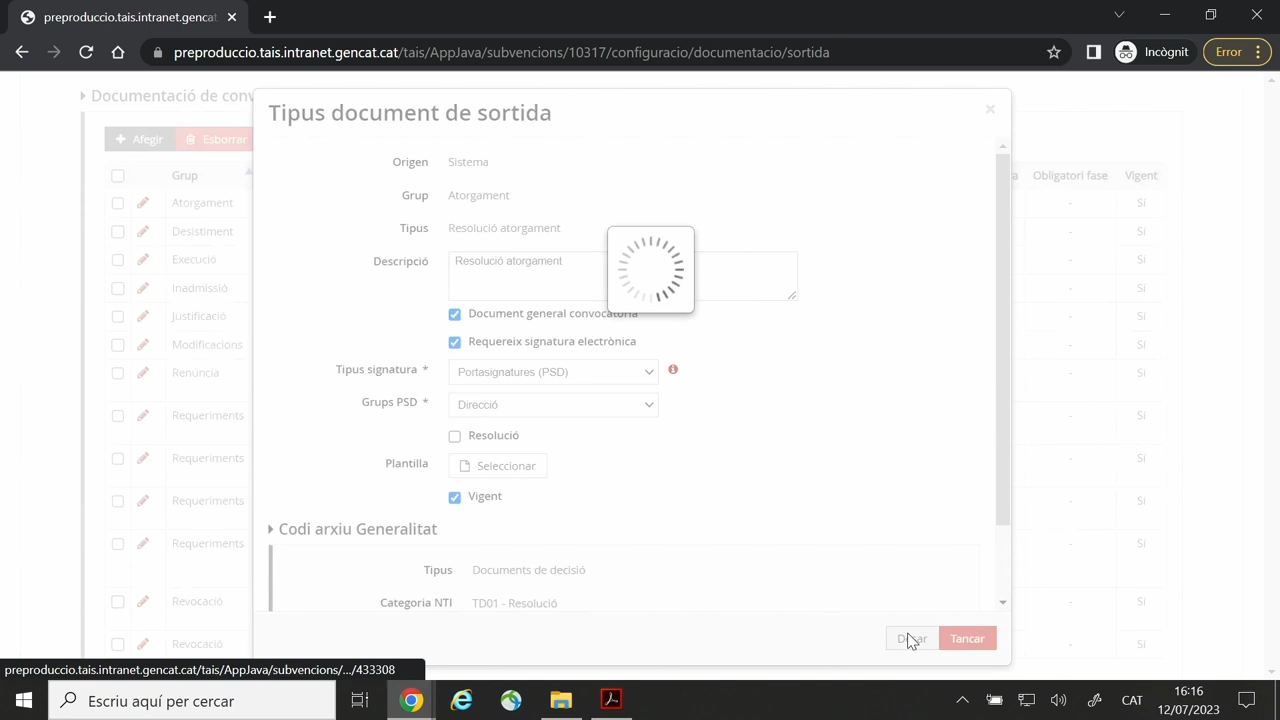 preproduccio.tais.intranet.gencat
preproduccio.tais.intranet.gencat.cat/tais/AppJava/subvencions/10317/configuracio/documentacio/sortida
Incògnit
Error
Documentació de conv
Tipus document de sortida
Afegir
Esborrar
Grup
Obligatori fase
Vigent
Atorgament
Sí
Desistiment
Sí
Execució
Sí
Inadmissió
Sí
Justificació
Sí
Modificacions
Sí
Renúncia
Sí
Requeriments
Sí
Requeriments
Sí
Requeriments
Sí
Requeriments
Sí
Revocació
Sí
Revocació
Sí
Origen Sistema
Grup Atorgament
Tipus Resolució atorgament
Descripció Resolució atorgament
Document general convocatòria
Requereix signatura electrònica
Tipus signatura * Portasignatures (PSD)
Grups PSD * Direcció
Resolució
Plantilla Seleccionar
Vigent
Codi arxiu Generalitat
Tipus Documents de decisió
Categoria NTI TD01 - Resolució
Tancar
preproduccio.tais.intranet.gencat.cat/tais/AppJava/subvencions/.../433308
Escriu aquí per cercar
CAT
16:16
12/07/2023